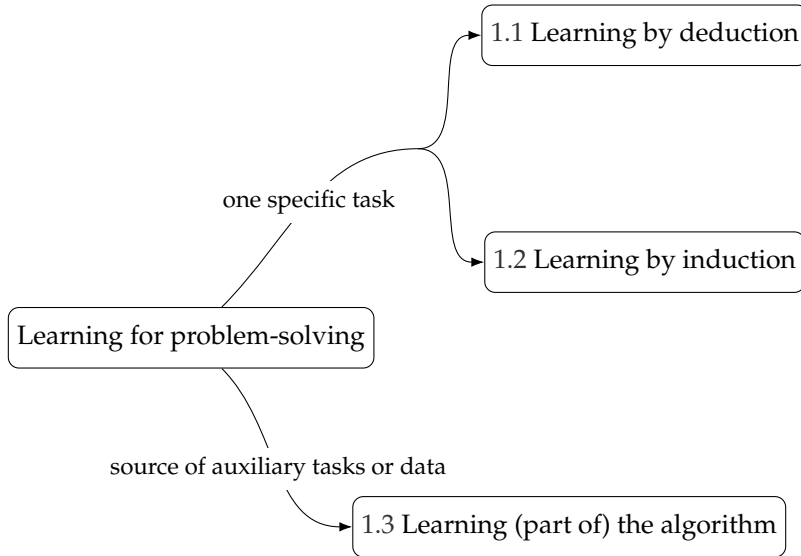 1.1 Learning by deduction
one specific task
1.2 Learning by induction
Learning for problem-solving
source of auxiliary tasks or data
1.3 Learning (part of) the algorithm